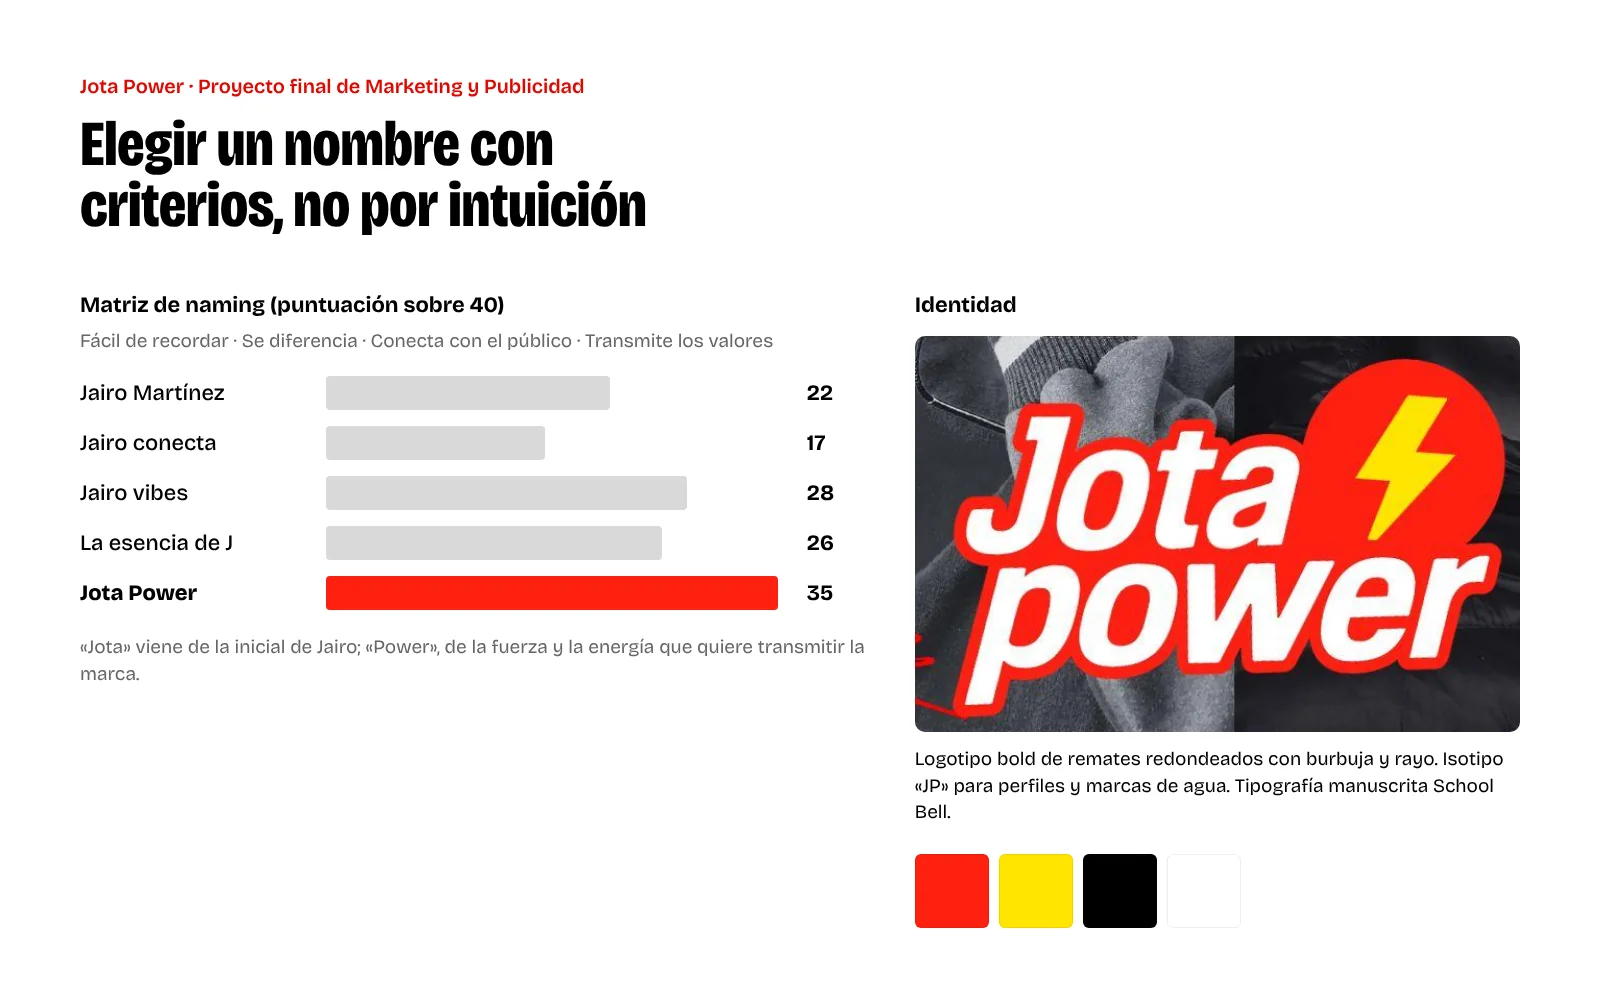 Jota Power · Proyecto final de Marketing y Publicidad
Elegir un nombre con
criterios, no por intuición
Matriz de naming (puntuación sobre 40)
Fácil de recordar · Se diferencia · Conecta con el público · Transmite los valores
Jairo Martínez 22
Jairo conecta 17
Jairo vibes 28
La esencia de J 26
Jota Power 35
«Jota» viene de la inicial de Jairo; «Power», de la fuerza y la energía que quiere transmitir la
marca.
Identidad
Jota
power
Logotipo bold de remates redondeados con burbuja y rayo. Isotipo
«JP» para perfiles y marcas de agua. Tipografía manuscrita School
Bell.